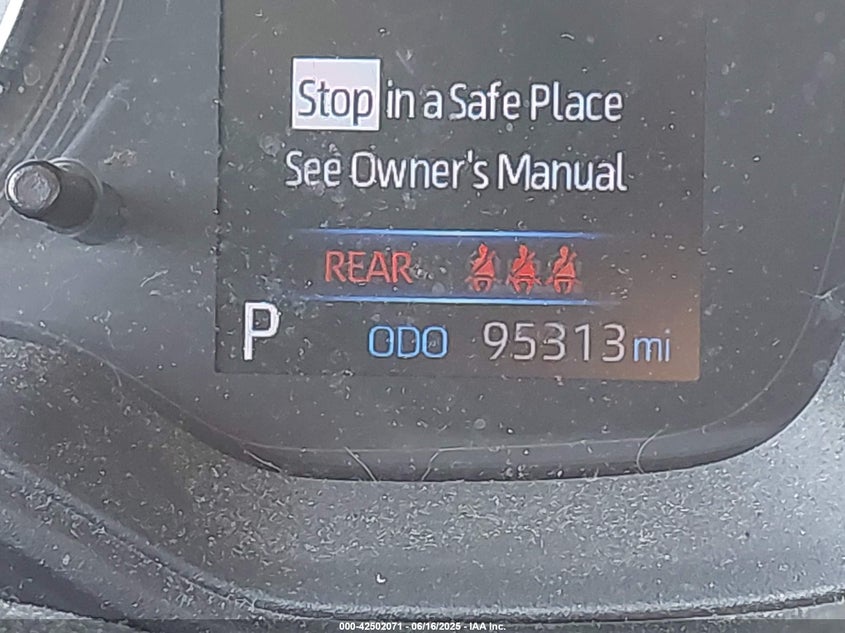 Stop in a Safe Place
See Owner's Manual
REAR
P ODO 95313 mi
000-42502071 - 06/16/2025 - IAA Inc.